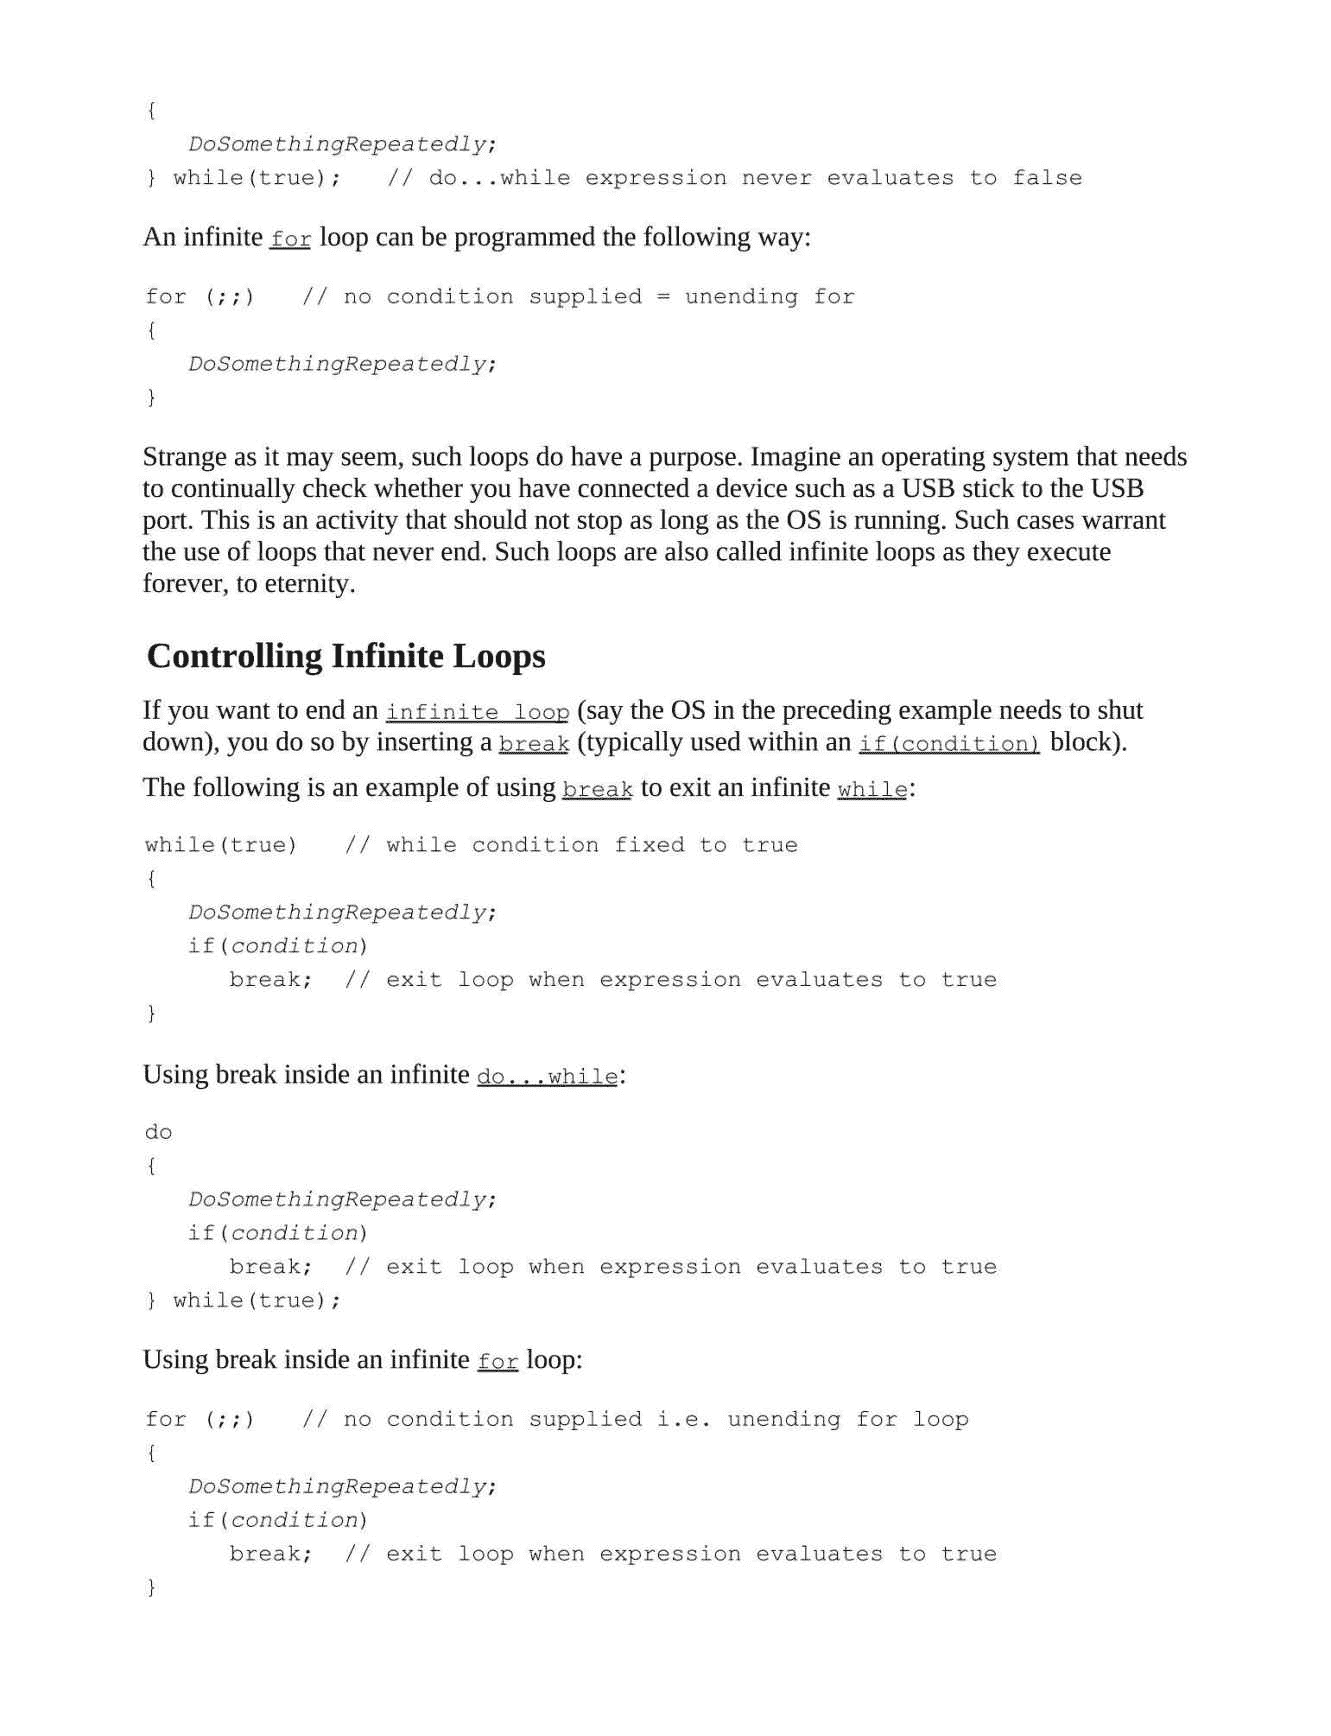 {
   DoSomethingRepeatedly;
} while(true);   // do...while expression never evaluates to false
An infinite for loop can be programmed the following way:
for (;;)   // no condition supplied = unending for
{
   DoSomethingRepeatedly;
}
Strange as it may seem, such loops do have a purpose. Imagine an operating system that needs
to continually check whether you have connected a device such as a USB stick to the USB
port. This is an activity that should not stop as long as the OS is running. Such cases warrant
the use of loops that never end. Such loops are also called infinite loops as they execute
forever, to eternity.
Controlling Infinite Loops
If you want to end an infinite loop (say the OS in the preceding example needs to shut
down), you do so by inserting a break (typically used within an if(condition) block).
The following is an example of using break to exit an infinite while:
while(true)   // while condition fixed to true
{
   DoSomethingRepeatedly;
   if(condition)
      break;  // exit loop when expression evaluates to true
}
Using break inside an infinite do...while:
do
{
   DoSomethingRepeatedly;
   if(condition)
      break;  // exit loop when expression evaluates to true
} while(true);
Using break inside an infinite for loop:
for (;;)   // no condition supplied i.e. unending for loop
{
   DoSomethingRepeatedly;
   if(condition)
      break;  // exit loop when expression evaluates to true
}